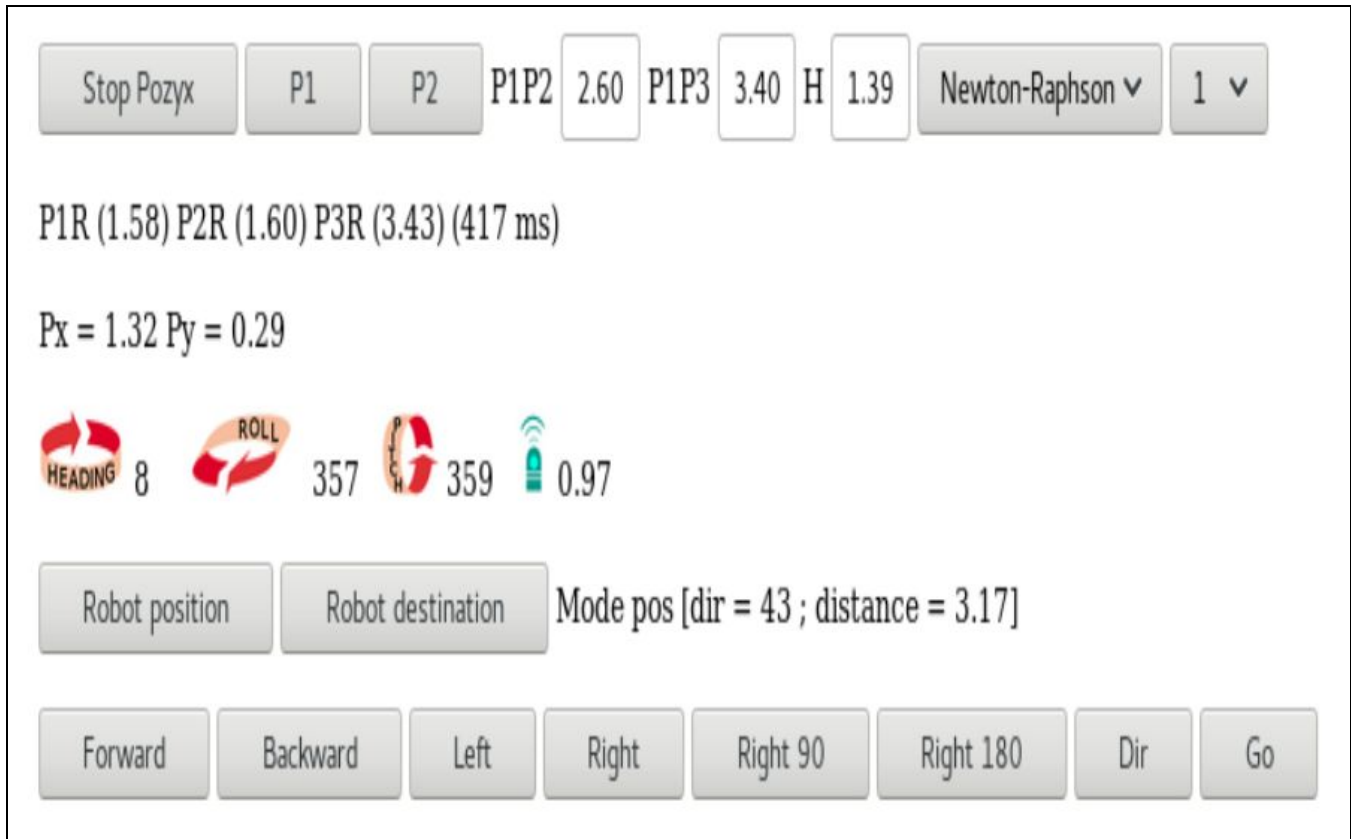 Stop Pozyx P1 P2 P1P2 2.60 P1P3 3.40 H 1.39 Newton-Raphson 1
P1R (1.58) P2R (1.60) P3R (3.43) (417 ms)
Px = 1.32 Py = 0.29
HEADING 8 ROLL 357 PITCH 359 0.97
Robot position Robot destination Mode pos [dir = 43 ; distance = 3.17]
Forward Backward Left Right Right 90 Right 180 Dir Go